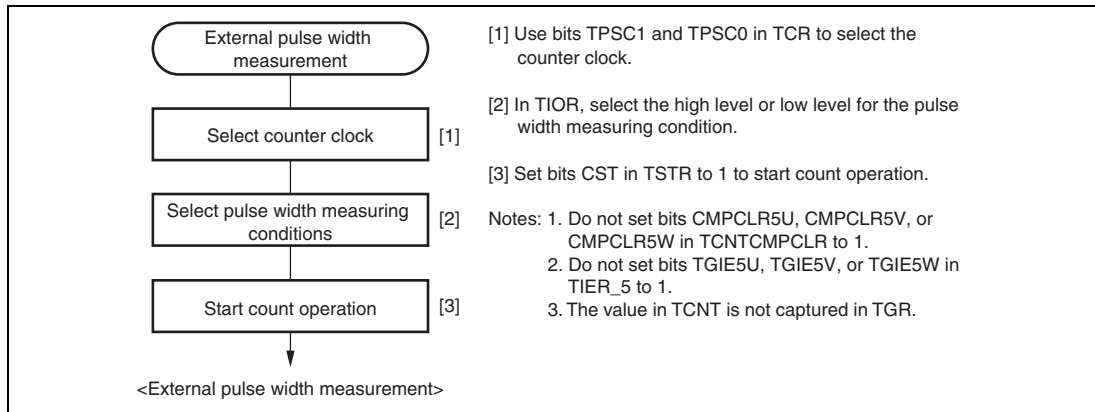 External pulse width
measurement
Select counter clock
[1]
Select pulse width measuring
conditions
[2]
Start count operation
[3]
<External pulse width measurement>
[1] Use bits TPSC1 and TPSC0 in TCR to select the
counter clock.
[2] In TIOR, select the high level or low level for the pulse
width measuring condition.
[3] Set bits CST in TSTR to 1 to start count operation.
Notes: 1. Do not set bits CMPCLR5U, CMPCLR5V, or
CMPCLR5W in TCNTCMPCLR to 1.
2. Do not set bits TGIE5U, TGIE5V, or TGIE5W in
TIER_5 to 1.
3. The value in TCNT is not captured in TGR.